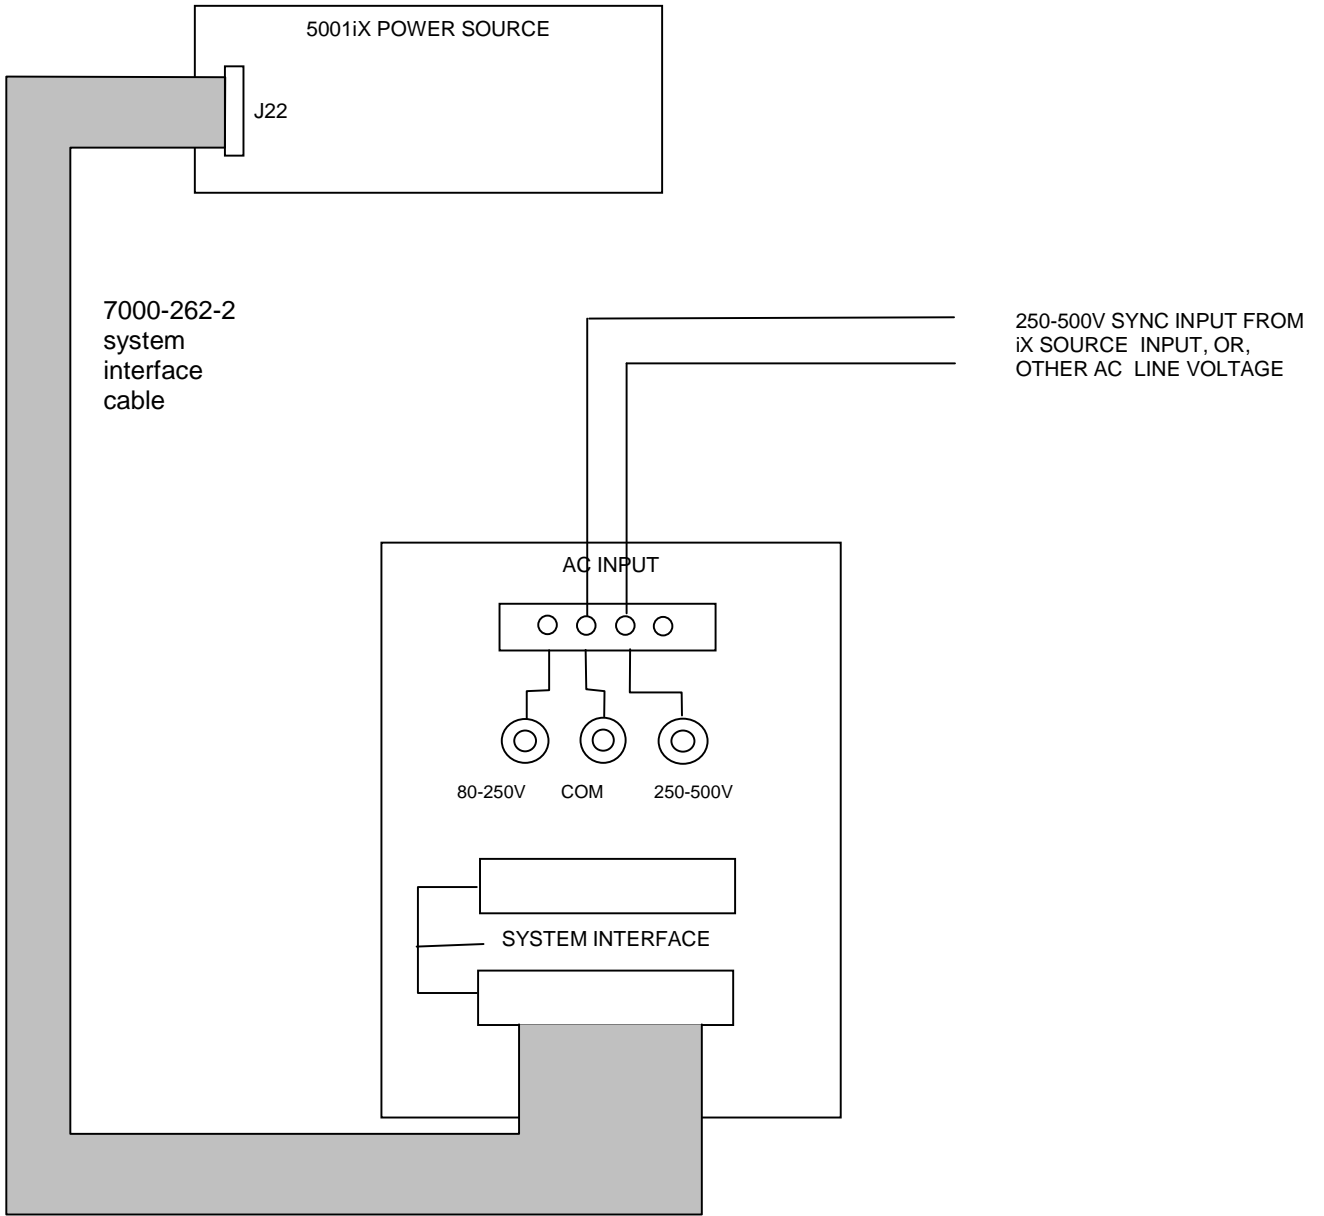 5001iX POWER SOURCE
J22
7000-262-2
system
interface
cable
250-500V SYNC INPUT FROM
iX SOURCE  INPUT, OR,
OTHER AC  LINE VOLTAGE
AC INPUT
80-250V
COM
250-500V
SYSTEM INTERFACE